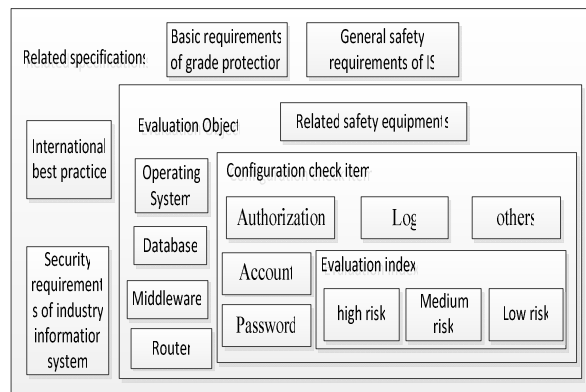 Related specifications
Basic requirements
of grade protection
General safety
requirements of IS
International
best practice
Security
requirement
s of industry
information
system
Evaluation Object
Related safety equipments
Operating
System
Database
Middleware
Router
Configuration check item
Authorization
Log
others
Account
Password
Evaluation index
high risk
Medium
risk
Low risk